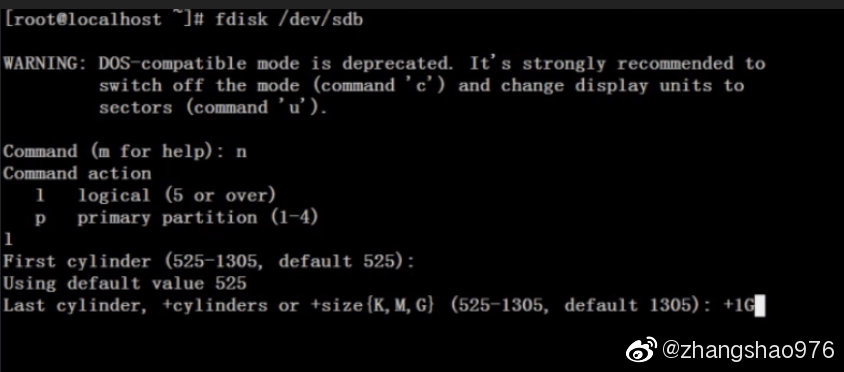 [root@localhost ~]# fdisk /dev/sdb
WARNING: DOS-compatible mode is deprecated. It's strongly recommended to
switch off the mode (command 'c') and change display units to
sectors (command 'u').
Command (m for help): n
Command action
l   logical (5 or over)
p   primary partition (1-4)
l
First cylinder (525-1305, default 525):
Using default value 525
Last cylinder, +cylinders or +size{K,M,G} (525-1305, default 1305): +1G
@zhangshao976